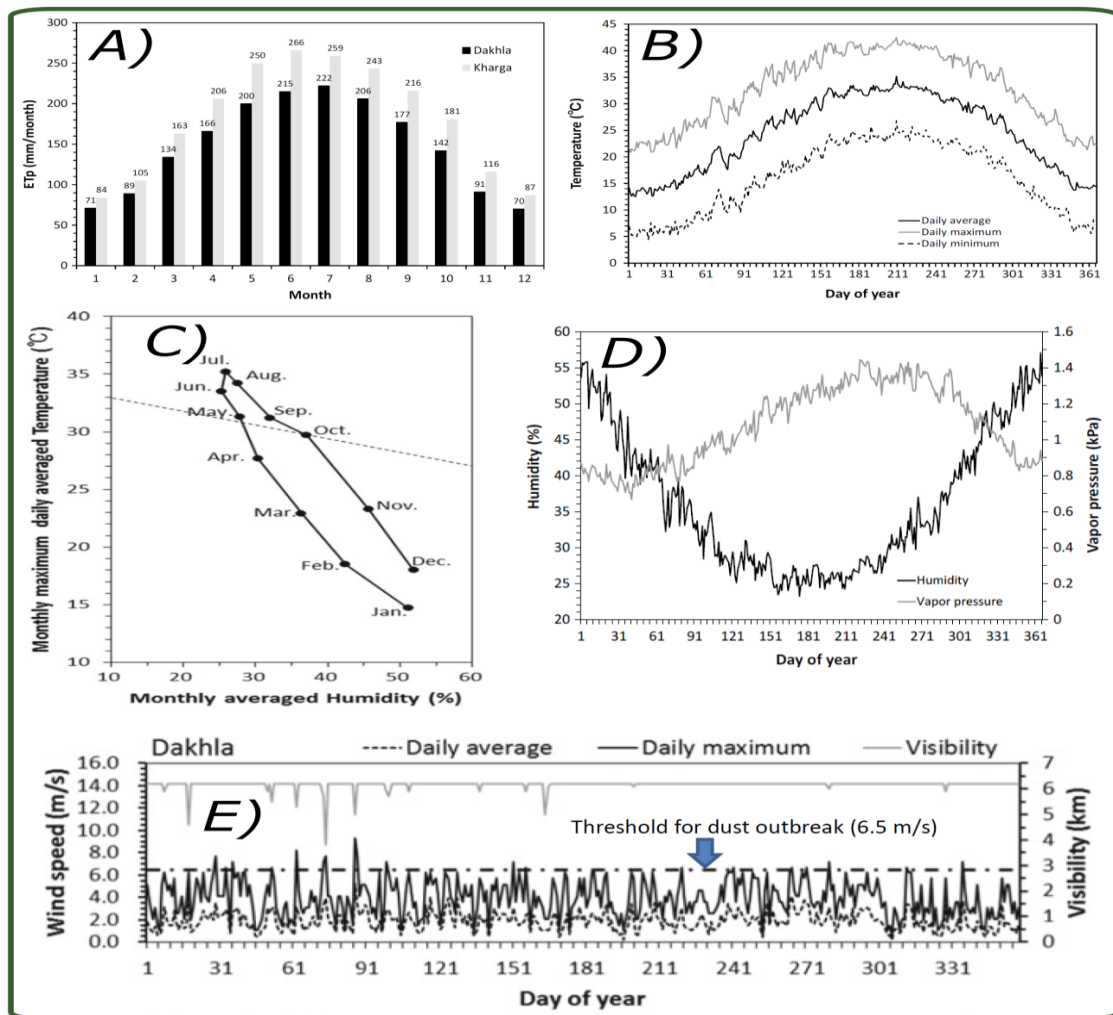 A)
ETp (mm/month)
300
250
200
150
100
50
0
Dakhla
Kharga
71 84
89 105
134 163
166 206
200 250
215 266
222 259
206 243
177 216
142 181
91 116
70 87
1 2 3 4 5 6 7 8 9 10 11 12
Month
B)
Temperature (℃)
45
40
35
30
25
20
15
10
5
0
Daily average
Daily maximum
Daily minimum
1 31 61 91 121 151 181 211 241 271 301 331 361
Day of year
C)
Monthly maximum daily averaged Temperature (℃)
40
35
30
25
20
15
10
Jul.
Aug.
Jun.
Sep.
May.
Oct.
Apr.
Mar.
Nov.
Feb.
Dec.
Jan.
10 20 30 40 50 60
Monthly averaged Humidity (%)
D)
Humidity (%)
60
55
50
45
40
35
30
25
20
1.6
1.4
1.2
1
0.8
0.6
0.4
0.2
0
Vapor pressure (kPa)
Humidity
Vapor pressure
1 31 61 91 121 151 181 211 241 271 301 331 361
Day of year
Dakhla
Daily average Daily maximum Visibility
E)
Wind speed (m/s)
16.0
14.0
12.0
10.0
8.0
6.0
4.0
2.0
0.0
Threshold for dust outbreak (6.5 m/s)
7
6
5
4
3
2
1
0
Visibility (km)
1 31 61 91 121 151 181 211 241 271 301 331
Day of year